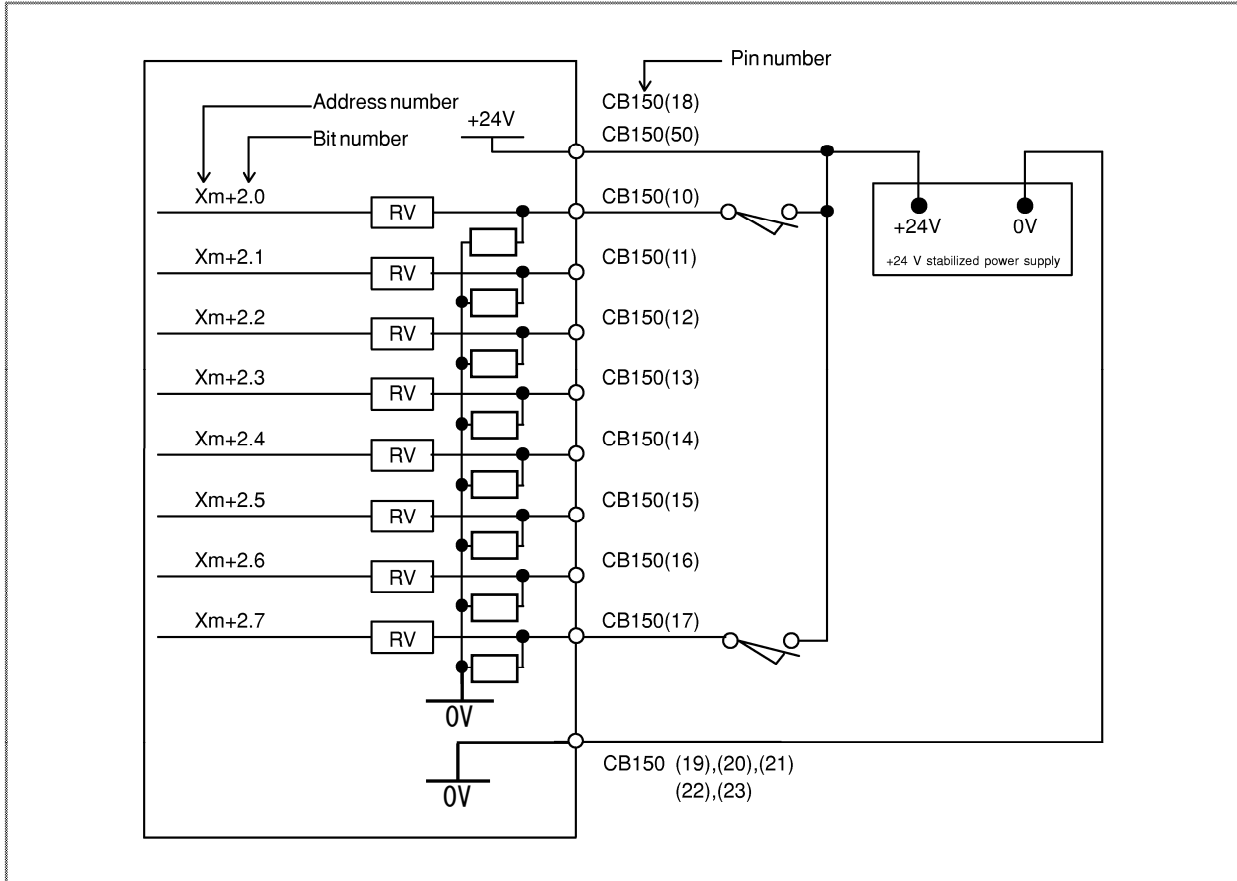 Pin number
CB150(18)
Address number
+24V
CB150(50)
Bit number
Xm+2.0
RV
CB150(10)
+24V
0V
+24 V stabilized power supply
Xm+2.1
RV
CB150(11)
Xm+2.2
RV
CB150(12)
Xm+2.3
RV
CB150(13)
Xm+2.4
RV
CB150(14)
Xm+2.5
RV
CB150(15)
Xm+2.6
RV
CB150(16)
Xm+2.7
RV
CB150(17)
0V
CB150 (19),(20),(21)
(22),(23)
0V